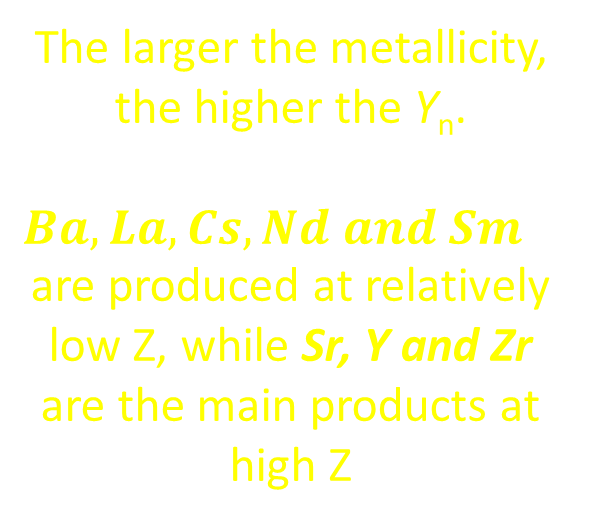 The larger the metallicity,
the higher the Yn.
Ba, La, Cs, Nd and Sm
are produced at relatively
low Z, while Sr, Y and Zr
are the main products at
high Z